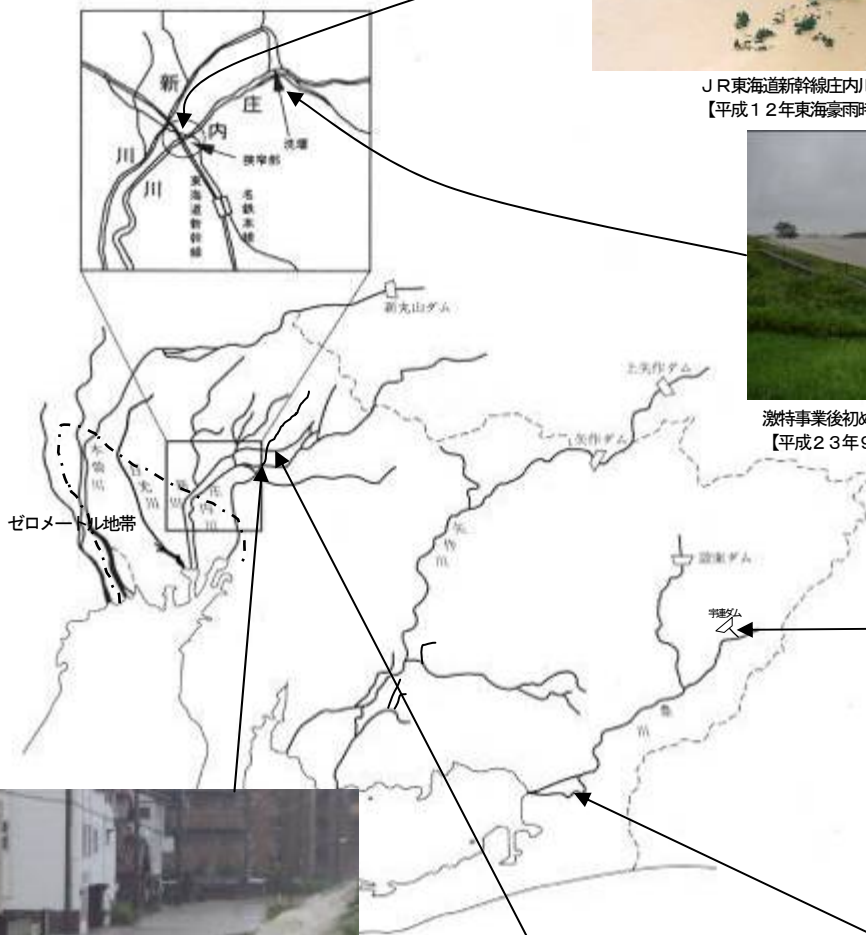 新
川
庄
内
川
洗堰
狭窄部
東海道新幹線
名鉄本線
JR東海道新幹線庄内川
【平成12年東海豪雨時
激特事業後初め
【平成23年9
新丸山ダム
上矢作ダム
矢作ダム
木曽川
日光川
新川
庄内川
ゼロメートル地帯
矢作川
設楽ダム
宇連ダム
豊川